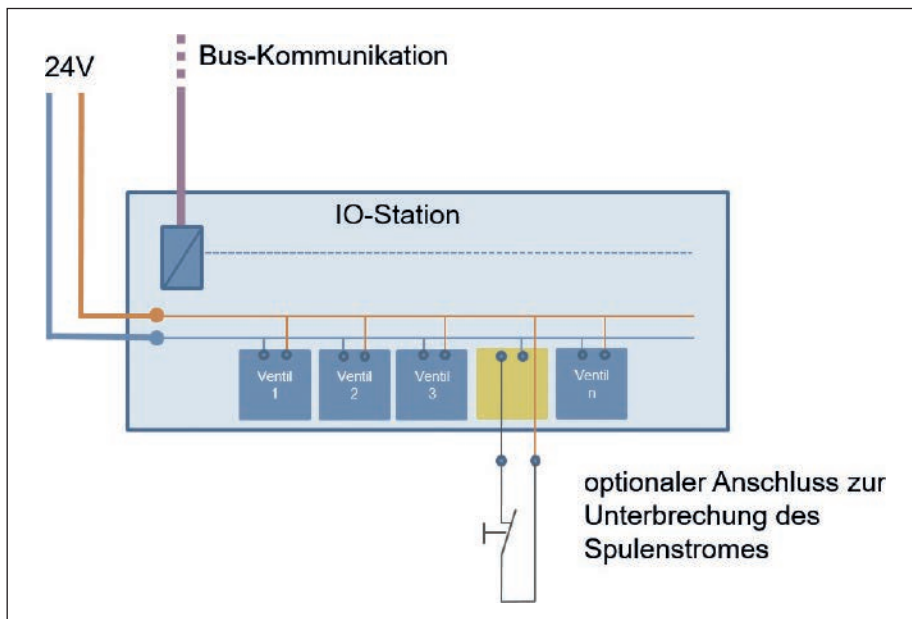 24V
Bus-Kommunikation
IO-Station
Ventil
1
Ventil
2
Ventil
3
Ventil
n
optionaler Anschluss zur
Unterbrechung des
Spulenstromes